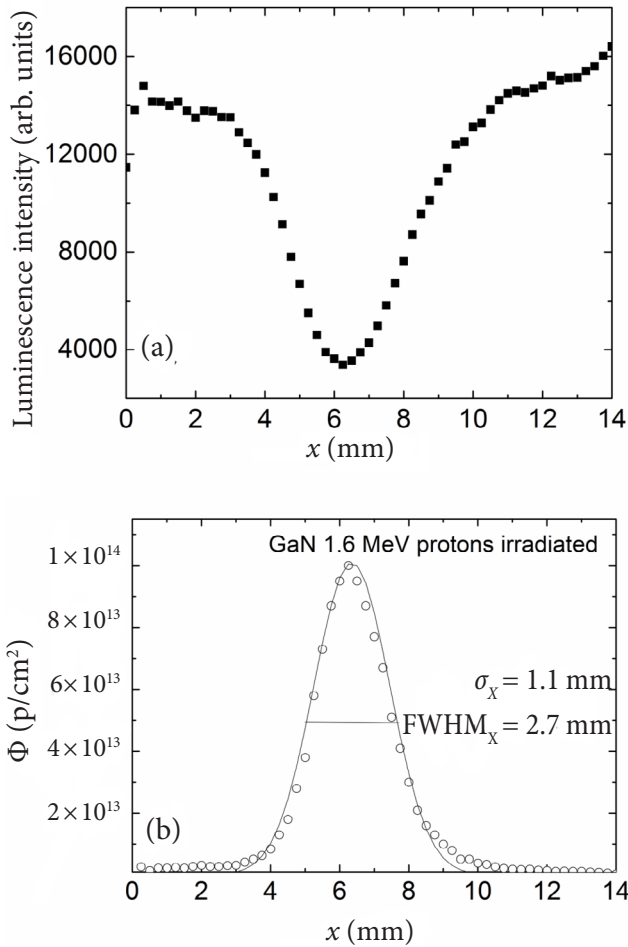 16000
12000
8000
4000
Luminescence intensity (arb. units)
(a)
0 2 4 6 8 10 12 14
x (mm)
GaN 1.6 MeV protons irradiated
1×10¹⁴
8×10¹³
6×10¹³
4×10¹³
2×10¹³
Φ (p/cm²)
σX = 1.1 mm
FWHMX = 2.7 mm
(b)
0 2 4 6 8 10 12 14
x (mm)